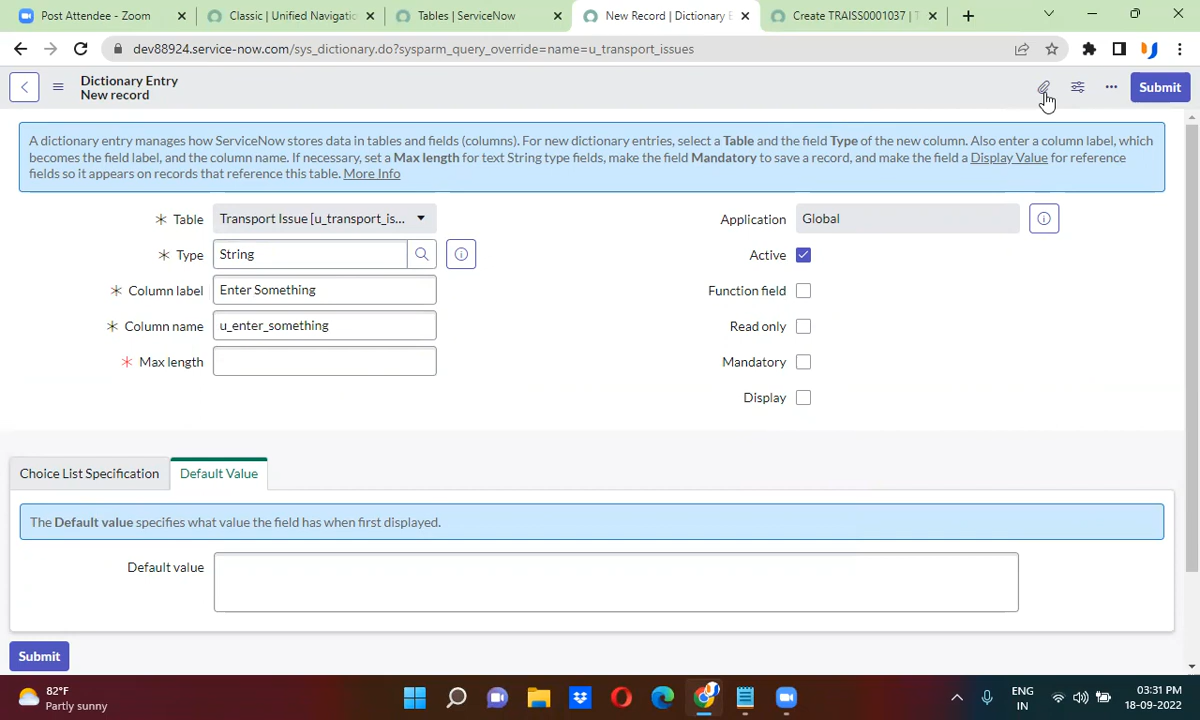 Post Attendee - Zoom
Classic | Unified Navigatio
Tables | ServiceNow
New Record | Dictionary E
Create TRAISS0001037 | T
dev88924.service-now.com/sys_dictionary.do?sysparm_query_override=name=u_transport_issues
Dictionary Entry
New record
Submit
A dictionary entry manages how ServiceNow stores data in tables and fields (columns). For new dictionary entries, select a Table and the field Type of the new column. Also enter a column label, which
becomes the field label, and the column name. If necessary, set a Max length for text String type fields, make the field Mandatory to save a record, and make the field a Display Value for reference
fields so it appears on records that reference this table. More Info
Table Transport Issue [u_transport_is... Application Global
Type String Active
Column label Enter Something Function field
Column name u_enter_something Read only
Max length Mandatory
Display
Choice List Specification Default Value
The Default value specifies what value the field has when first displayed.
Default value
Submit
82°F
Partly sunny
ENG
IN
03:31 PM
18-09-2022